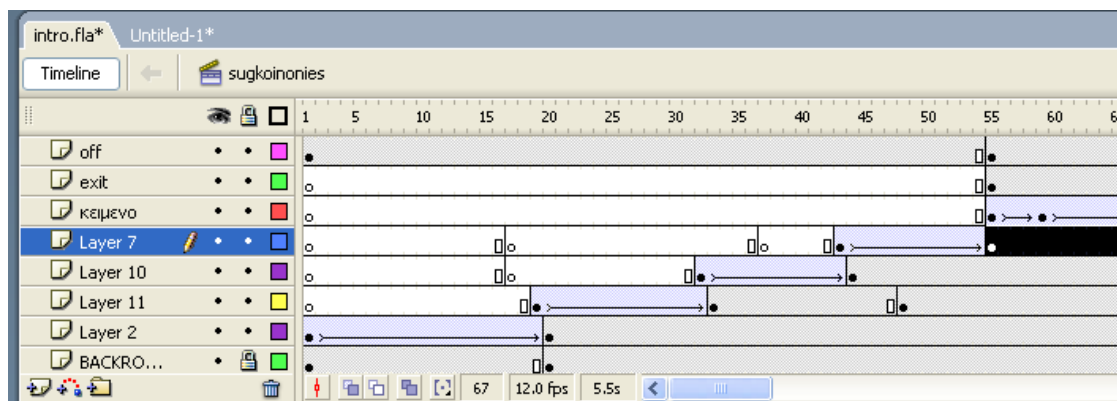 intro.fla* Untitled-1*
Timeline sugkoinonies
1 5 10 15 20 25 30 35 40 45 50 55 60
off
exit
κειμενο
Layer 7
Layer 10
Layer 11
Layer 2
BACKRO...
67 12.0 fps 5.5s